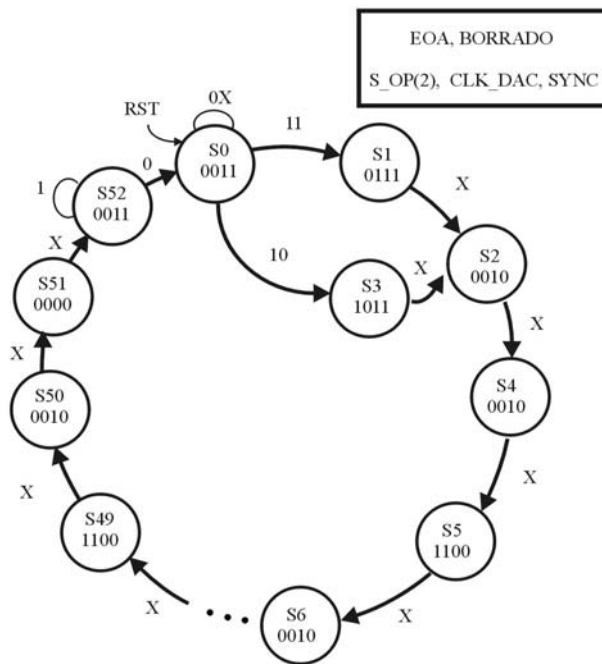 EOA, BORRADO
S_OP(2), CLK_DAC, SYNC
0X
RST
11
S0
0011
S1
0111
0
1
S52
0011
X
10
X
S2
0010
X
S3
1011
S51
0000
X
X
S4
0010
S50
0010
X
X
S49
1100
S5
1100
X
X
S6
0010